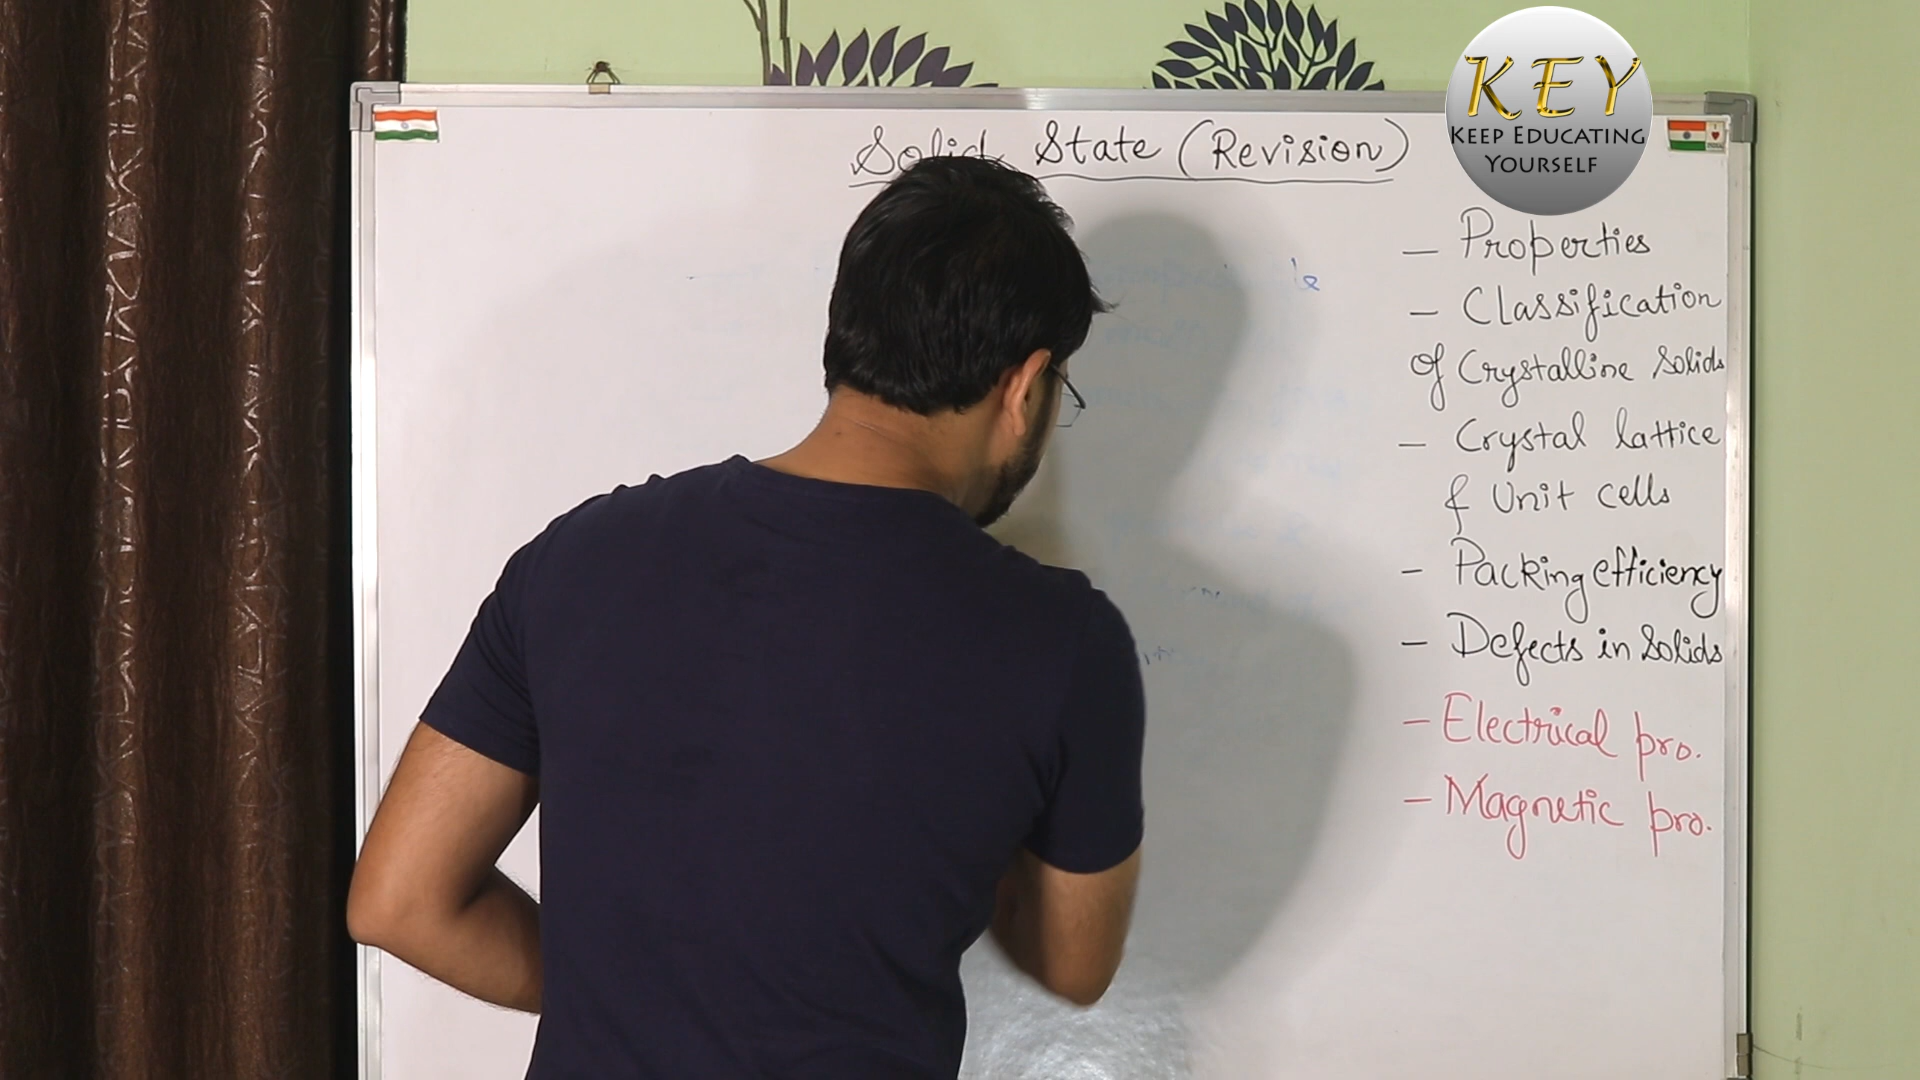 Solid State (Revision)
KEY
KEEP EDUCATING
YOURSELF
- Properties
- Classification
of Crystalline Solids
- Crystal lattice
& Unit cells
- Packing efficiency
- Defects in Solids
- Electrical pro.
- Magnetic pro.